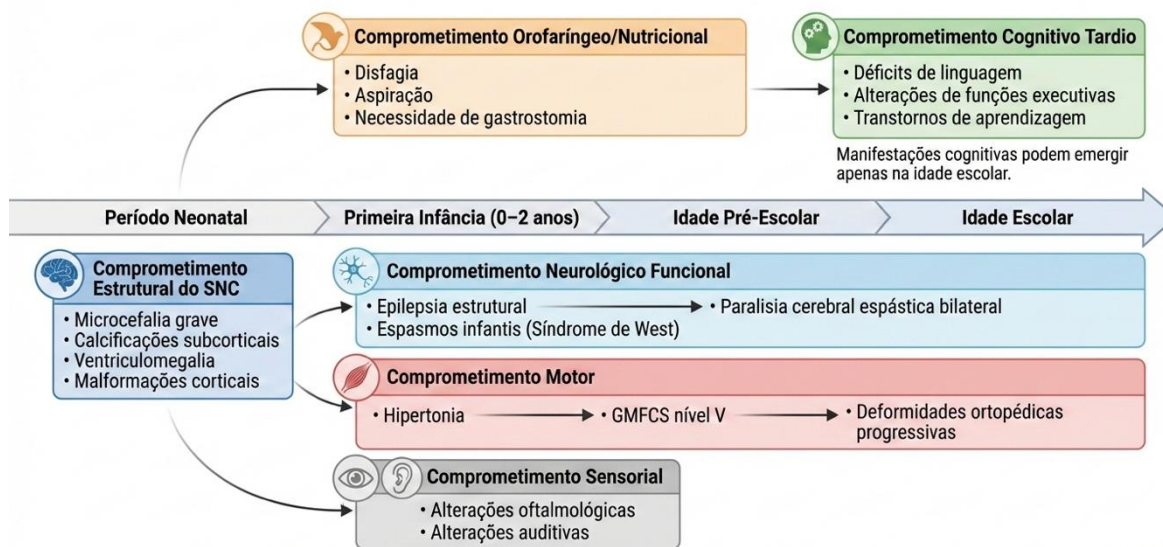 Comprometimento Orofaríngeo/Nutricional
• Disfagia
• Aspiração
• Necessidade de gastrostomia
Comprometimento Cognitivo Tardio
• Déficits de linguagem
• Alterações de funções executivas
• Transtornos de aprendizagem
Manifestações cognitivas podem emergir
apenas na idade escolar.
Período Neonatal
Primeira Infância (0–2 anos)
Idade Pré-Escolar
Idade Escolar
Comprometimento
Estrutural do SNC
• Microcefalia grave
• Calcificações subcorticais
• Ventriculomegalia
• Malformações corticais
Comprometimento Neurológico Funcional
• Epilepsia estrutural
• Paralisia cerebral espástica bilateral
• Espasmos infantis (Síndrome de West)
Comprometimento Motor
• Hipertonia
• GMFCS nível V
• Deformidades ortopédicas
progressivas
Comprometimento Sensorial
• Alterações oftalmológicas
• Alterações auditivas